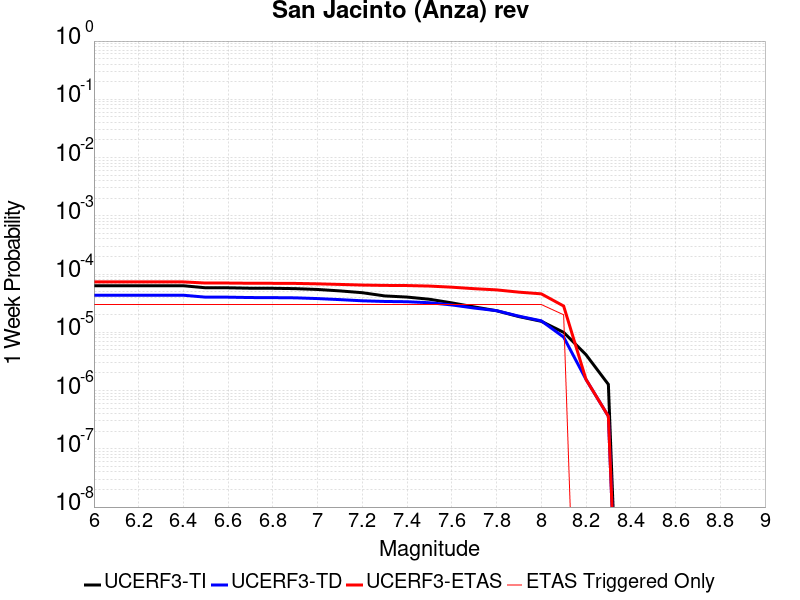 San Jacinto (Anza) rev
10^0
10^-1
10^-2
10^-3
10^-4
10^-5
10^-6
10^-7
10^-8
1 Week Probability
6 6.2 6.4 6.6 6.8 7 7.2 7.4 7.6 7.8 8 8.2 8.4 8.6 8.8 9
Magnitude
UCERF3-TI UCERF3-TD UCERF3-ETAS ETAS Triggered Only